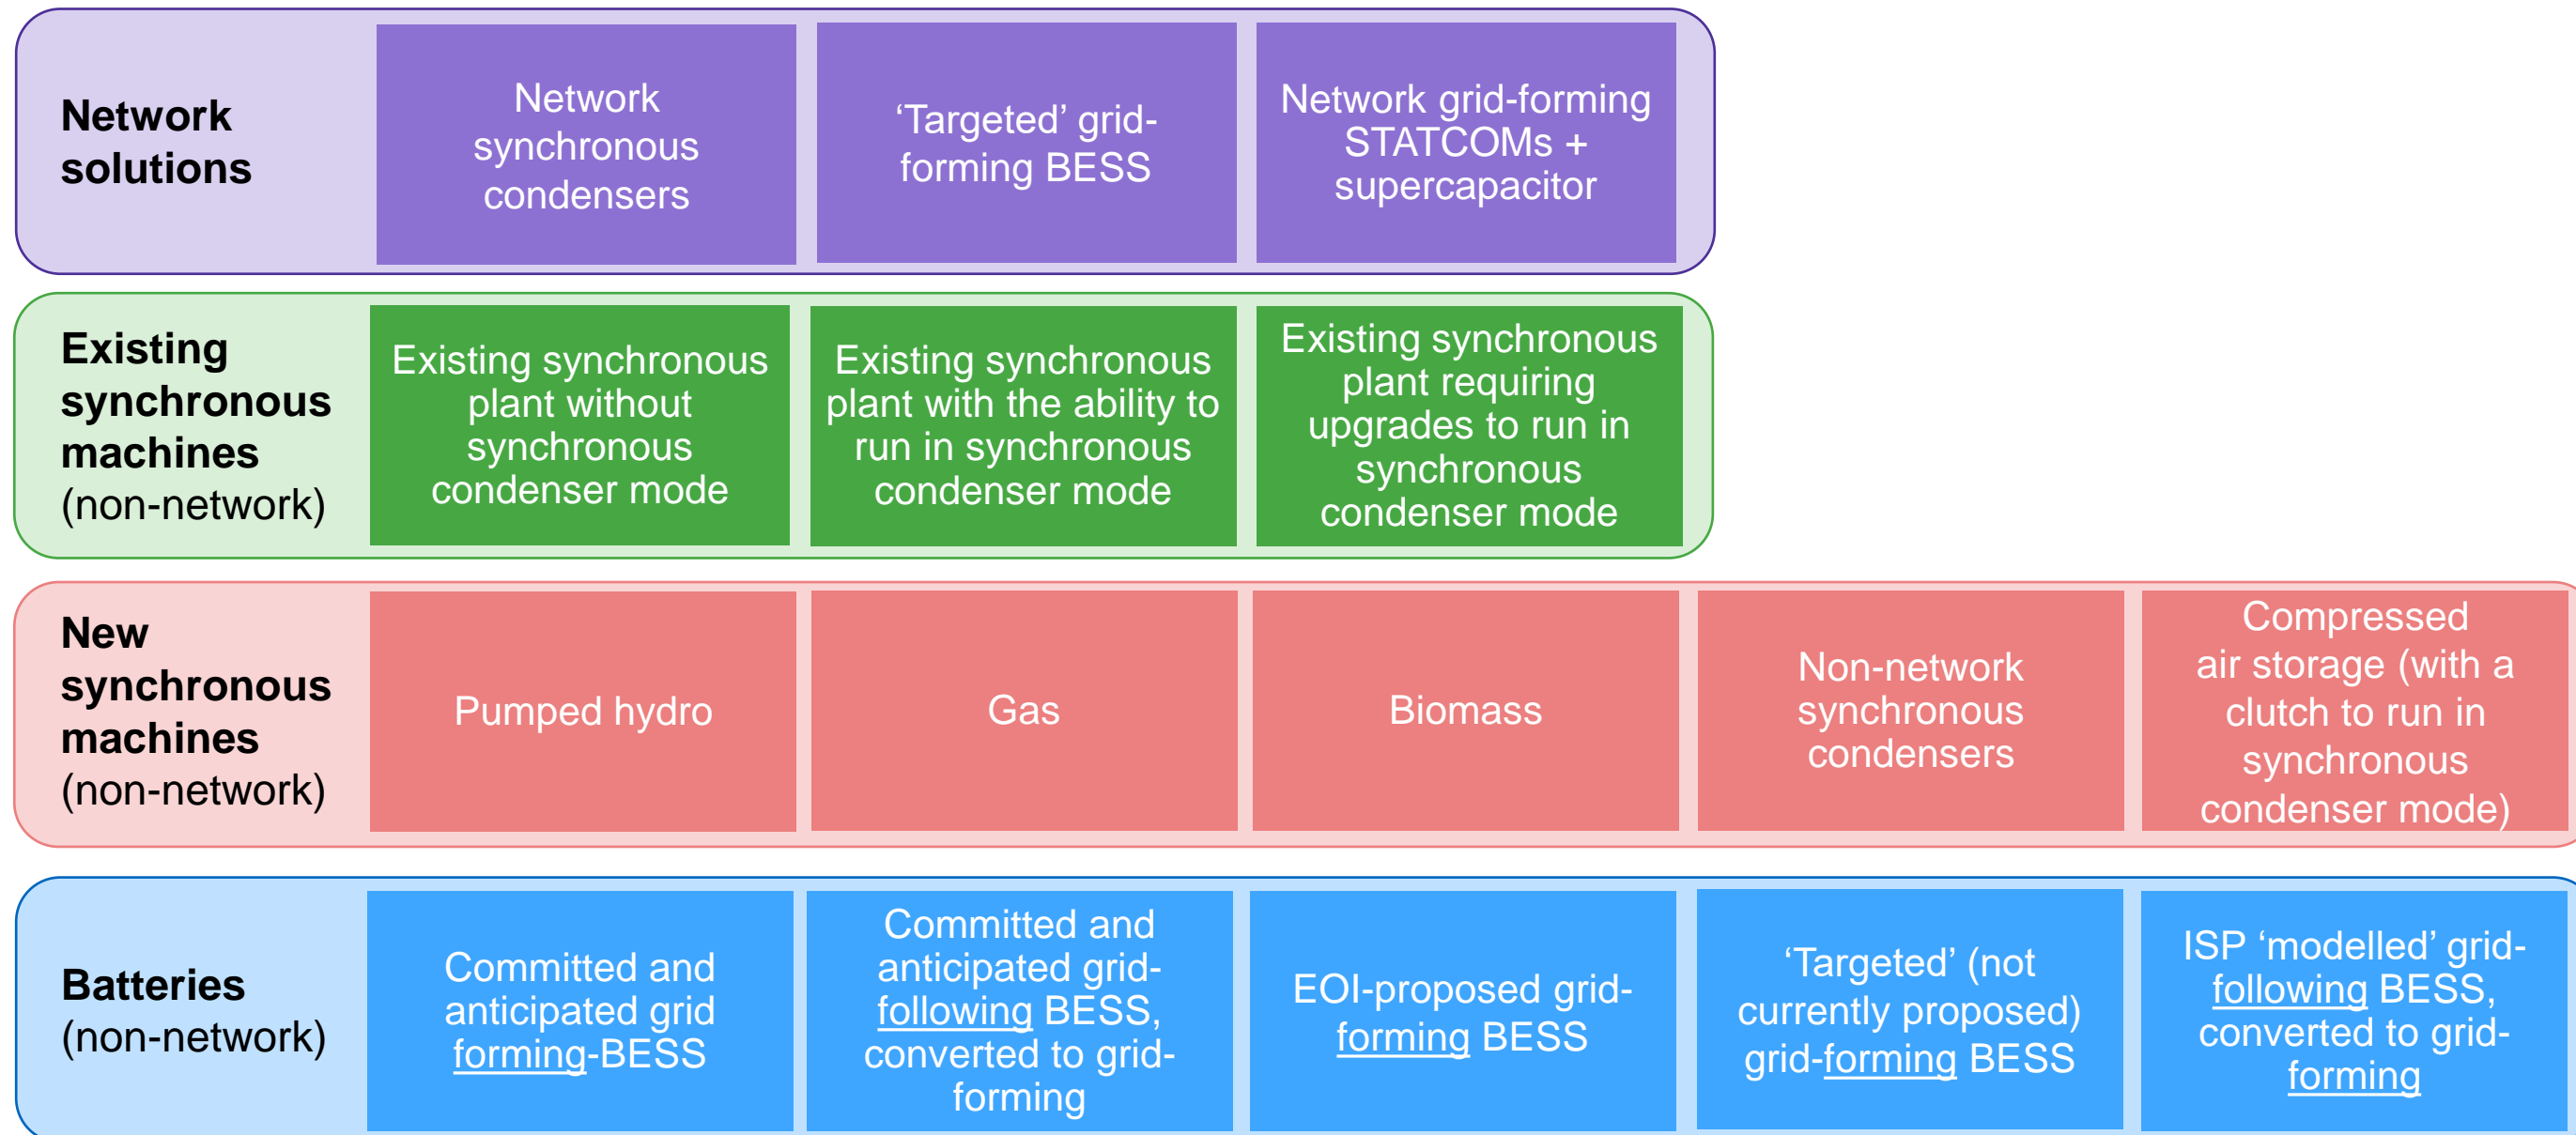 Network
solutions
Network
synchronous
condensers
‘Targeted’ grid-
forming BESS
Network grid-forming
STATCOMs +
supercapacitor
Existing
synchronous
machines
(non-network)
Existing synchronous
plant without
synchronous
condenser mode
Existing synchronous
plant with the ability to
run in synchronous
condenser mode
Existing synchronous
plant requiring
upgrades to run in
synchronous
condenser mode
New
synchronous
machines
(non-network)
Pumped hydro
Gas
Biomass
Non-network
synchronous
condensers
Compressed
air storage (with a
clutch to run in
synchronous
condenser mode)
Batteries
(non-network)
Committed and
anticipated grid
forming-BESS
Committed and
anticipated grid-
following BESS,
converted to grid-
forming
EOI-proposed grid-
forming BESS
‘Targeted’ (not
currently proposed)
grid-forming BESS
ISP ‘modelled’ grid-
following BESS,
converted to grid-
forming